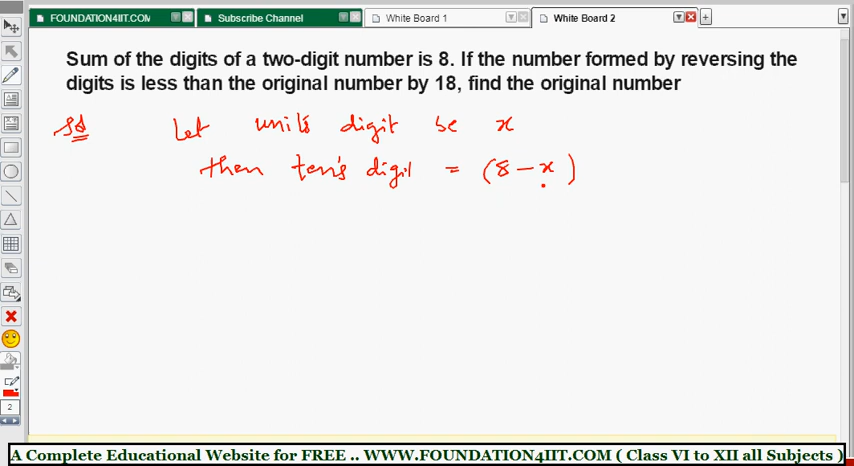 FOUNDATION4IIT.COM Subscribe Channel White Board 1 White Board 2
Sum of the digits of a two-digit number is 8. If the number formed by reversing the
digits is less than the original number by 18, find the original number
Sol Let unit's digit be x
then ten's digit = (8 - x)
2
A Complete Educational Website for FREE .. WWW.FOUNDATION4IIT.COM ( Class VI to XII all Subjects )